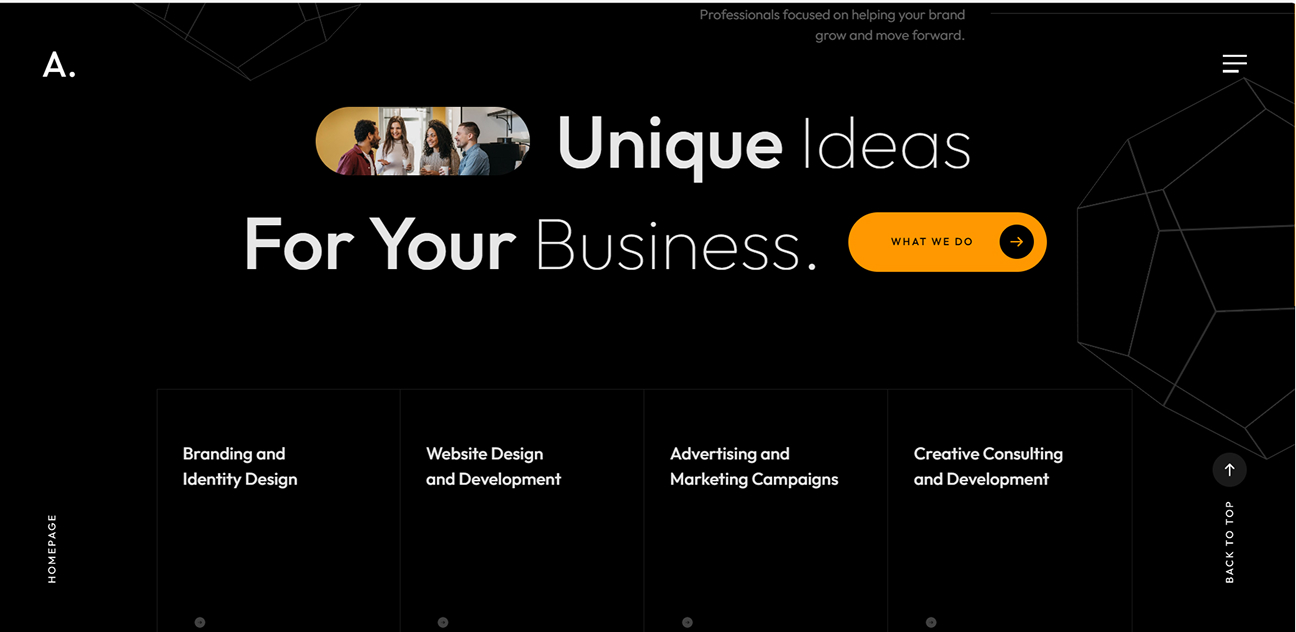 Professionals focused on helping your brand
grow and move forward.
A.
Unique Ideas
For Your Business.
WHAT WE DO
Branding and
Identity Design
Website Design
and Development
Advertising and
Marketing Campaigns
Creative Consulting
and Development
HOMEPAGE
BACK TO TOP